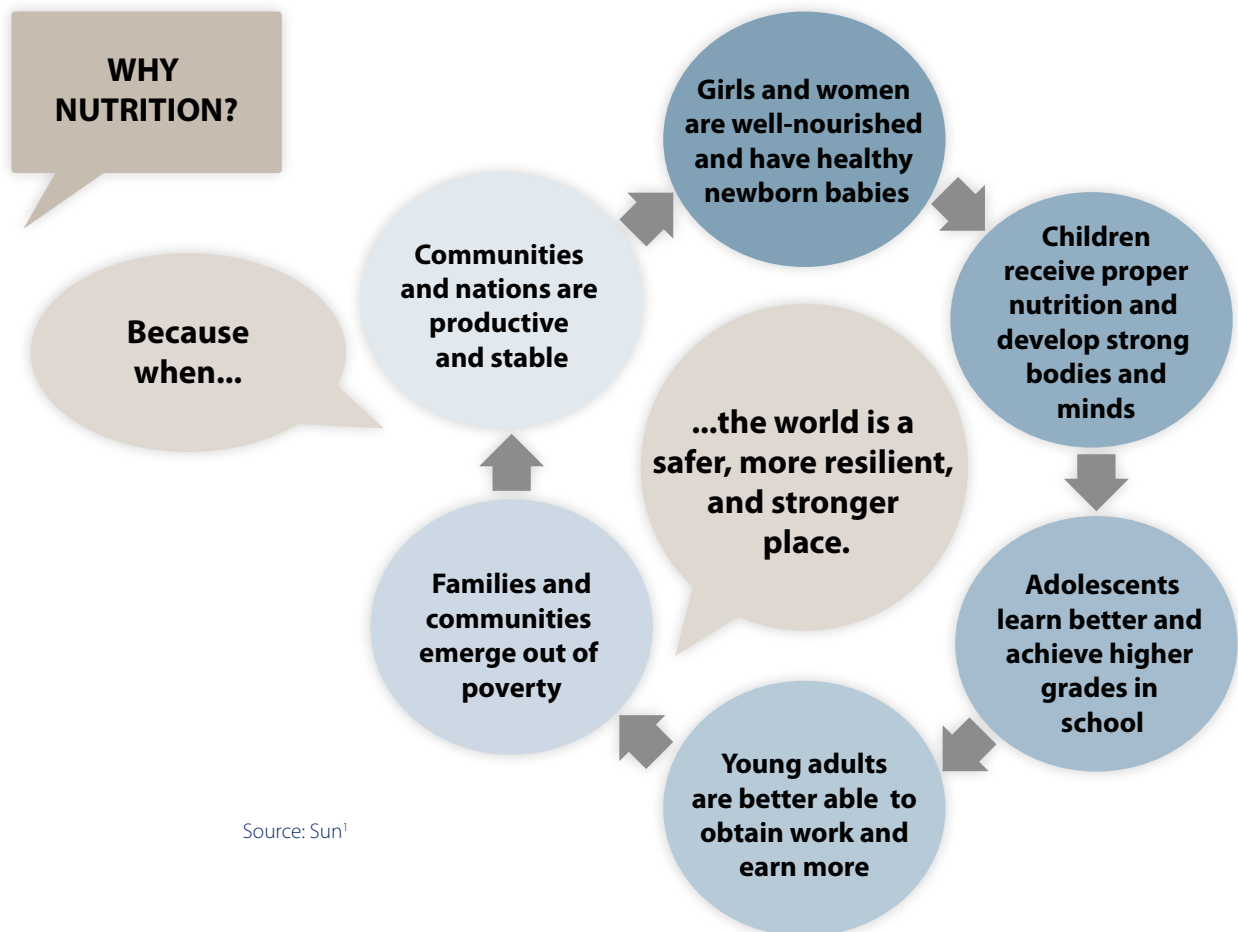 WHY
NUTRITION?
Because
when...
Girls and women
are well-nourished
and have healthy
newborn babies
Children
receive proper
nutrition and
develop strong
bodies and
minds
Adolescents
learn better and
achieve higher
grades in
school
Young adults
are better able to
obtain work and
earn more
Families and
communities
emerge out of
poverty
Communities
and nations are
productive
and stable
...the world is a
safer, more resilient,
and stronger
place.
Source: Sun¹